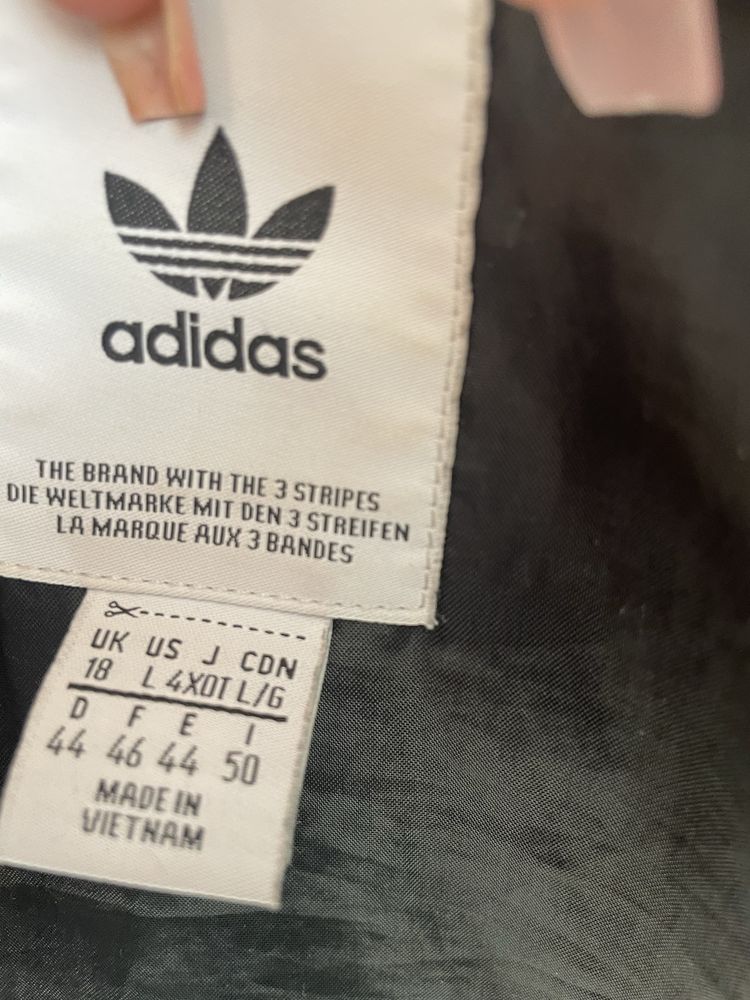 adidas
THE BRAND WITH THE 3 STRIPES
DIE WELTMARKE MIT DEN 3 STREIFEN
LA MARQUE AUX 3 BANDES
UK US J CDN
18 L 4XOT L/G
D F E I
44 46 44 50
MADE IN
VIETNAM